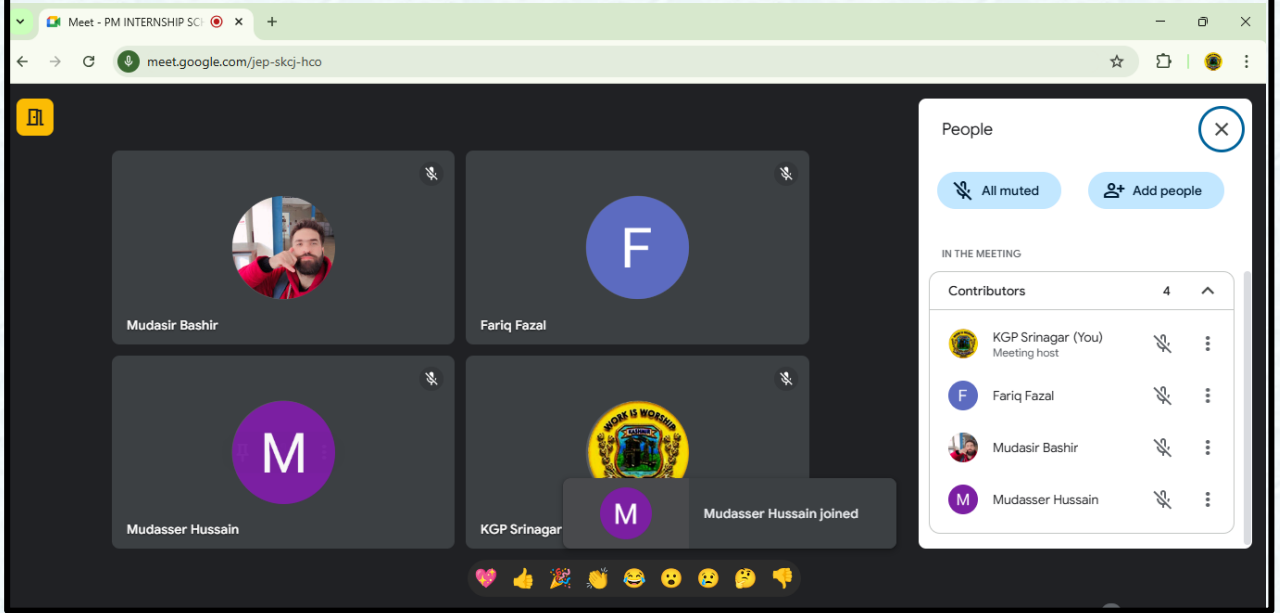 Meet - PM INTERNSHIP SCH
meet.google.com/jep-skcj-hco
Mudasir Bashir
F
Fariq Fazal
M
Mudasser Hussain
WORK IS WORSHIP
KASHMIR
KGP Srinagar
M
Mudasser Hussain joined
People
All muted
Add people
IN THE MEETING
Contributors
4
KGP Srinagar (You)
Meeting host
F
Fariq Fazal
Mudasir Bashir
M
Mudasser Hussain